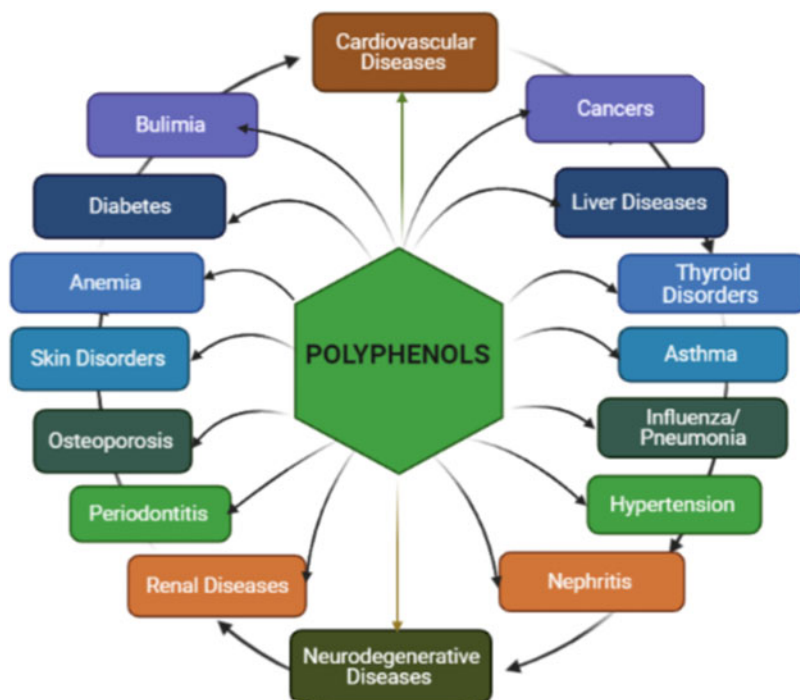 Cardiovascular
Diseases
Cancers
Liver Diseases
Thyroid
Disorders
Asthma
Influenza/
Pneumonia
Hypertension
Nephritis
Neurodegenerative
Diseases
Renal Diseases
Periodontitis
Osteoporosis
Skin Disorders
Anemia
Diabetes
Bulimia
POLYPHENOLS